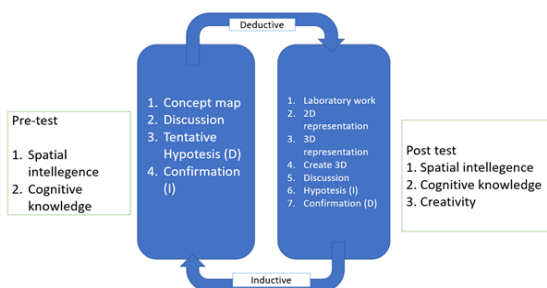 Deductive
Pre-test
1. Spatial
intellegence
2. Cognitive
knowledge
1. Concept map
2. Discussion
3. Tentative
Hypotesis (D)
4. Confirmation
(I)
1. Laboratory work
2. 2D
representation
3. 3D
representation
4. Create 3D
5. Discussion
6. Hypotesis (I)
7. Confirmation (D)
Post test
1. Spatial intellegence
2. Cognitive knowledge
3. Creativity
Inductive